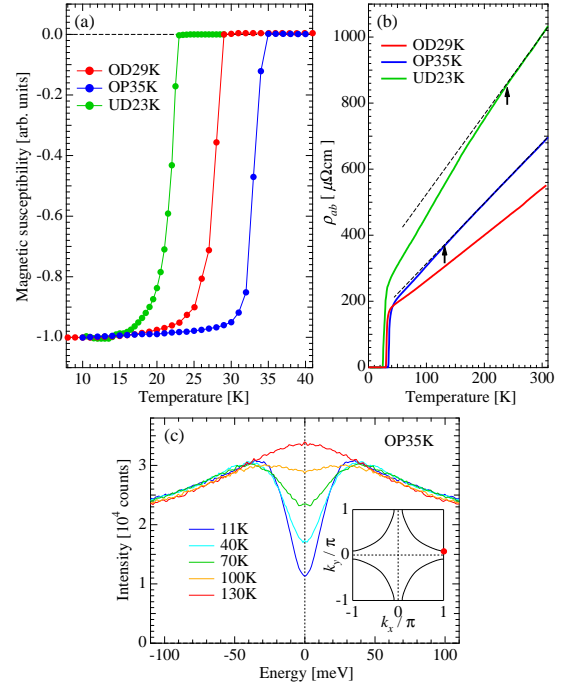 (a)
0.0
-0.2
-0.4
-0.6
-0.8
-1.0
Magnetic susceptibility [arb. units]
OD29K
OP35K
UD23K
10 15 20 25 30 35 40
Temperature [K]
(b)
1000
800
600
400
200
0
ρab [ μΩcm]
OD29K
OP35K
UD23K
0 100 200 300
Temperature [K]
(c)
OP35K
3
2
1
0
Intensity [10⁴ counts]
11K
40K
70K
100K
130K
1
0
-1
ky / π
-1 0 1
kx / π
-100 -50 0 50 100
Energy [meV]